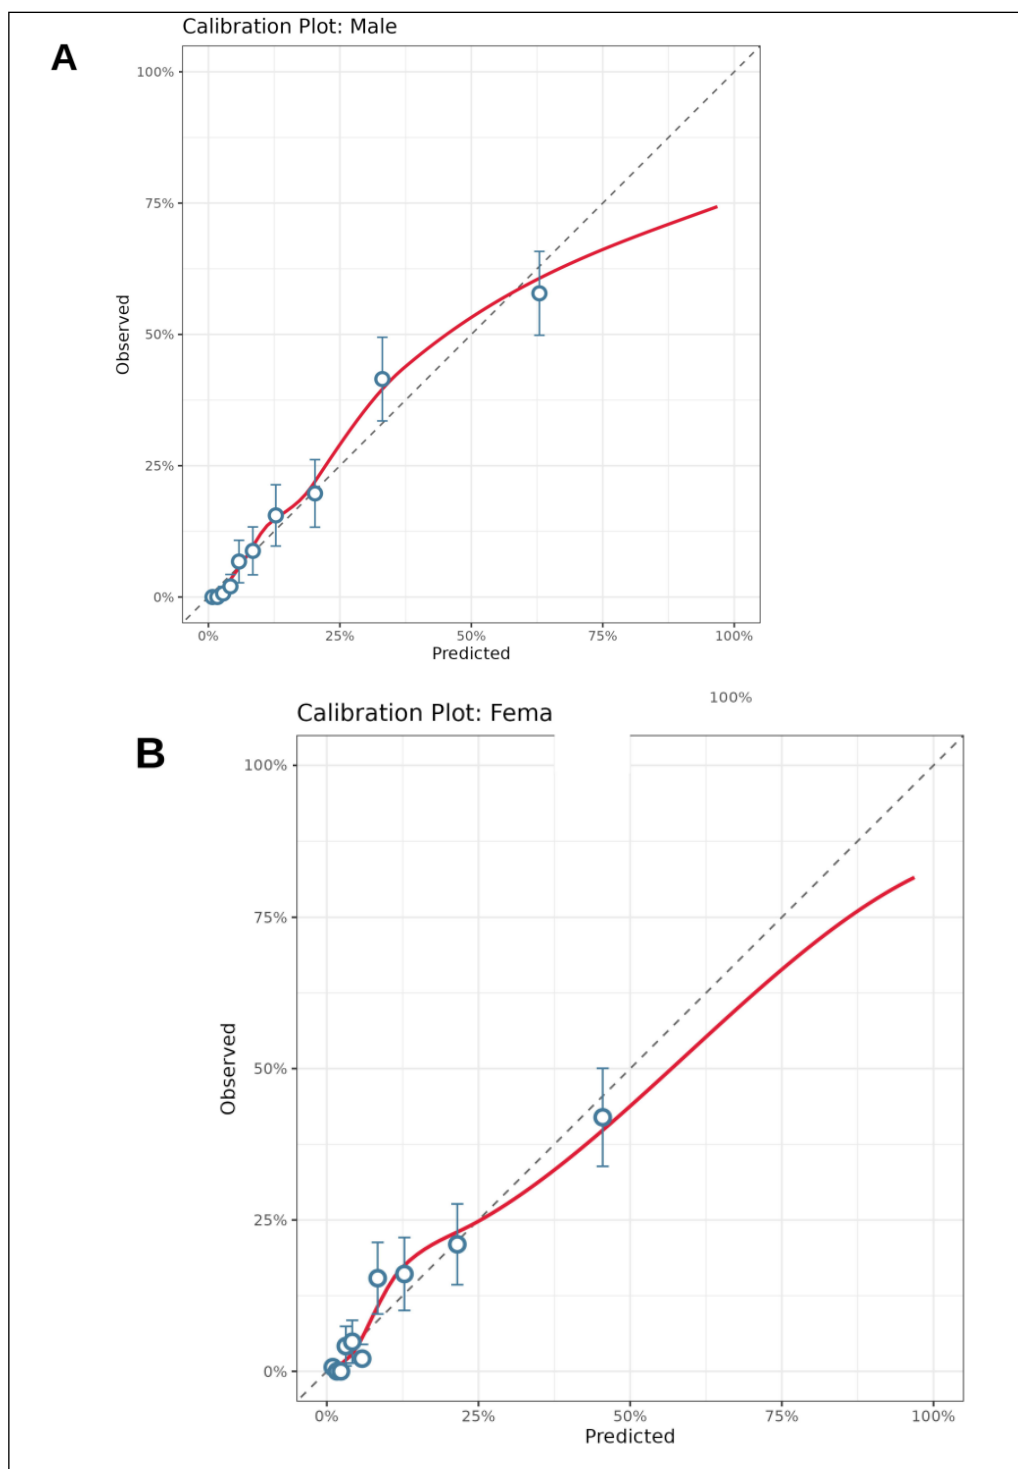 Calibration Plot: Male
A
100%
75%
50%
25%
0%
Observed
0% 25% 50% 75% 100%
Predicted
100%
Calibration Plot: Fema
B
100%
75%
50%
25%
0%
Observed
0% 25% 50% 75% 100%
Predicted